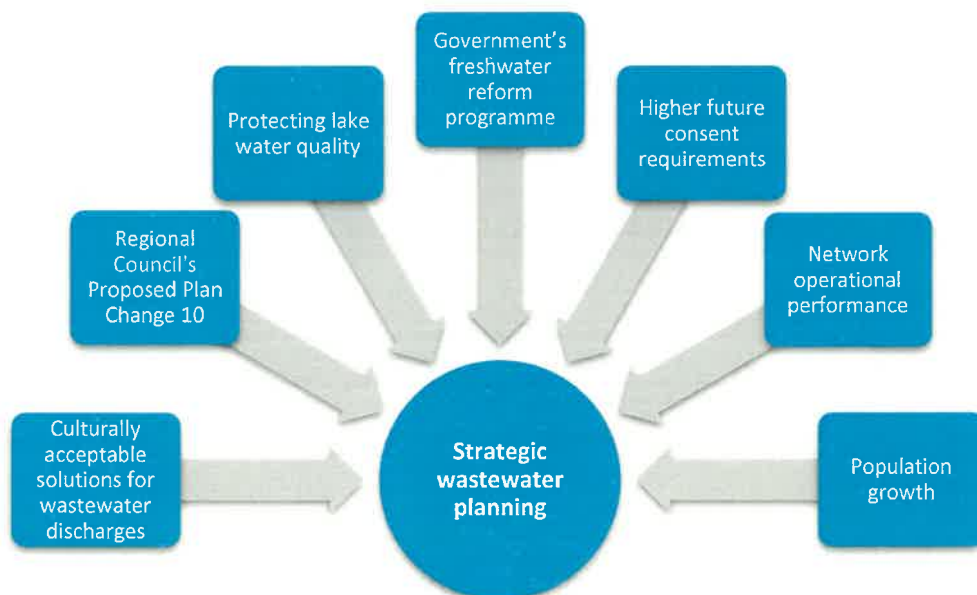 Government's
freshwater
reform
programme
Protecting lake
water quality
Higher future
consent
requirements
Regional
Council's
Proposed Plan
Change 10
Network
operational
performance
Culturally
acceptable
solutions for
wastewater
discharges
Strategic
wastewater
planning
Population
growth